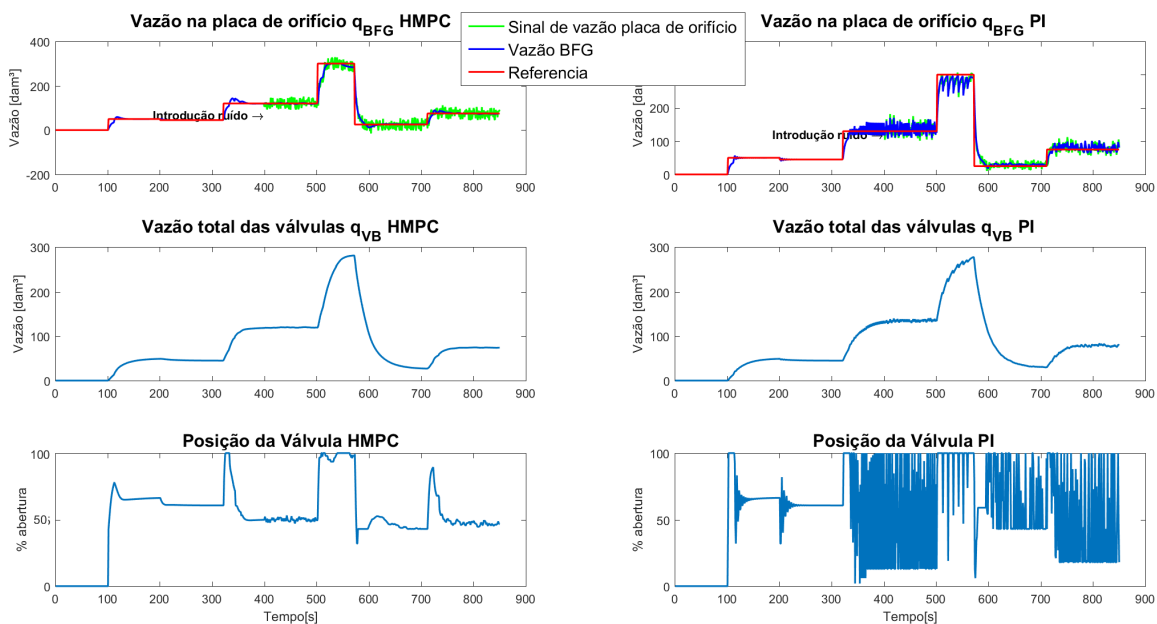 Vazão na placa de orifício q_BFG HMPC
Vazão na placa de orifício q_BFG PI
Sinal de vazão placa de orifício
Vazão BFG
Referencia
Vazão [dam³]
400
200
0
-200
Introdução ruído →
0 100 200 300 400 500 600 700 800 900
Vazão [da
200
100
0
Introdução ruído
0 100 200 300 400 500 600 700 800 900
Vazão total das válvulas q_VB HMPC
Vazão [dam³]
300
200
100
0
0 100 200 300 400 500 600 700 800 900
Vazão total das válvulas q_VB PI
Vazão [dam³]
300
200
100
0
0 100 200 300 400 500 600 700 800 900
Posição da Válvula HMPC
% abertura
100
50
0
0 100 200 300 400 500 600 700 800 900
Tempo[s]
Posição da Válvula PI
% abertura
100
50
0
0 100 200 300 400 500 600 700 800 900
Tempo[s]